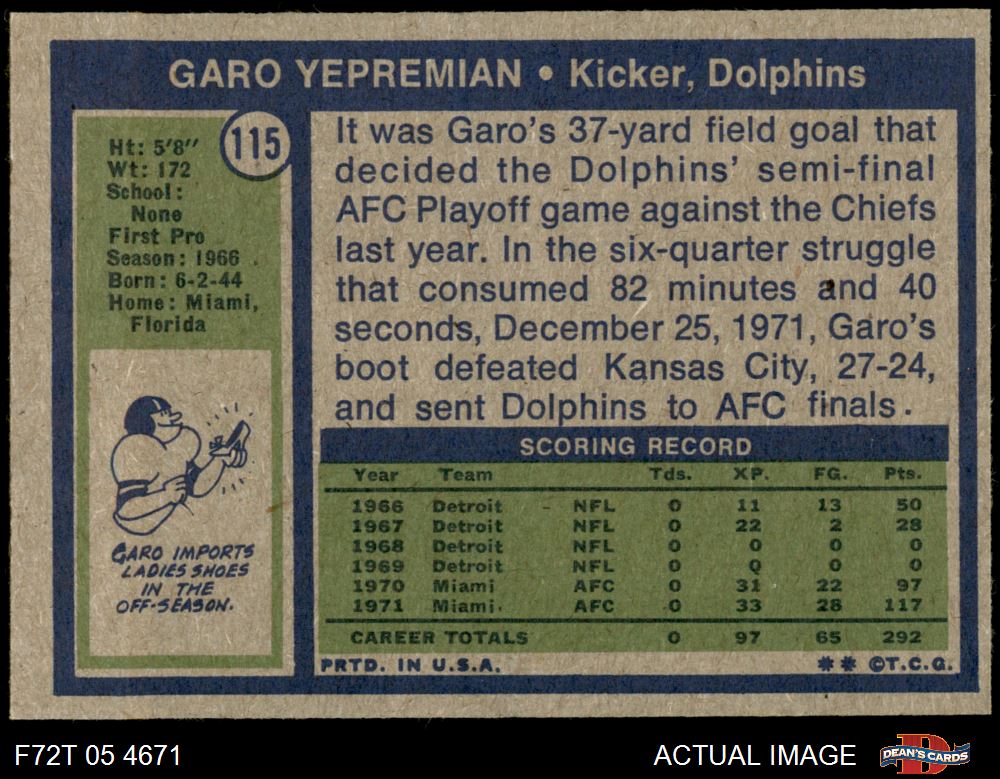 GARO YEPREMIAN • Kicker, Dolphins
115
Ht: 5'8"
Wt: 172
School:
None
First Pro
Season: 1966
Born: 6-2-44
Home: Miami,
Florida
GARO IMPORTS
LADIES SHOES
IN THE
OFF-SEASON.
It was Garo's 37-yard field goal that
decided the Dolphins' semi-final
AFC Playoff game against the Chiefs
last year. In the six-quarter struggle
that consumed 82 minutes and 40
seconds, December 25, 1971, Garo's
boot defeated Kansas City, 27-24,
and sent Dolphins to AFC finals.
SCORING RECORD
Year Team Tds. XP. FG. Pts.
1966 Detroit - NFL 0 11 13 50
1967 Detroit NFL 0 22 2 28
1968 Detroit NFL 0 0 0 0
1969 Detroit NFL 0 0 0 0
1970 Miami AFC 0 31 22 97
1971 Miami AFC 0 33 28 117
CAREER TOTALS 0 97 65 292
PRTD. IN U.S.A. ** ©T.C.G.
F72T 05 4671 ACTUAL IMAGE DEAN'S CARDS